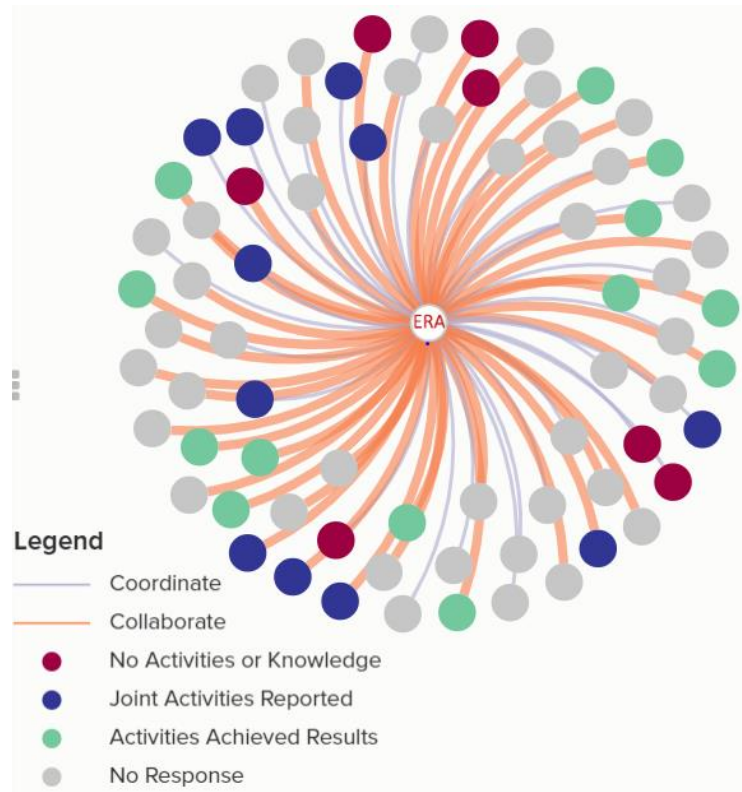 ERA
Legend
Coordinate
Collaborate
No Activities or Knowledge
Joint Activities Reported
Activities Achieved Results
No Response